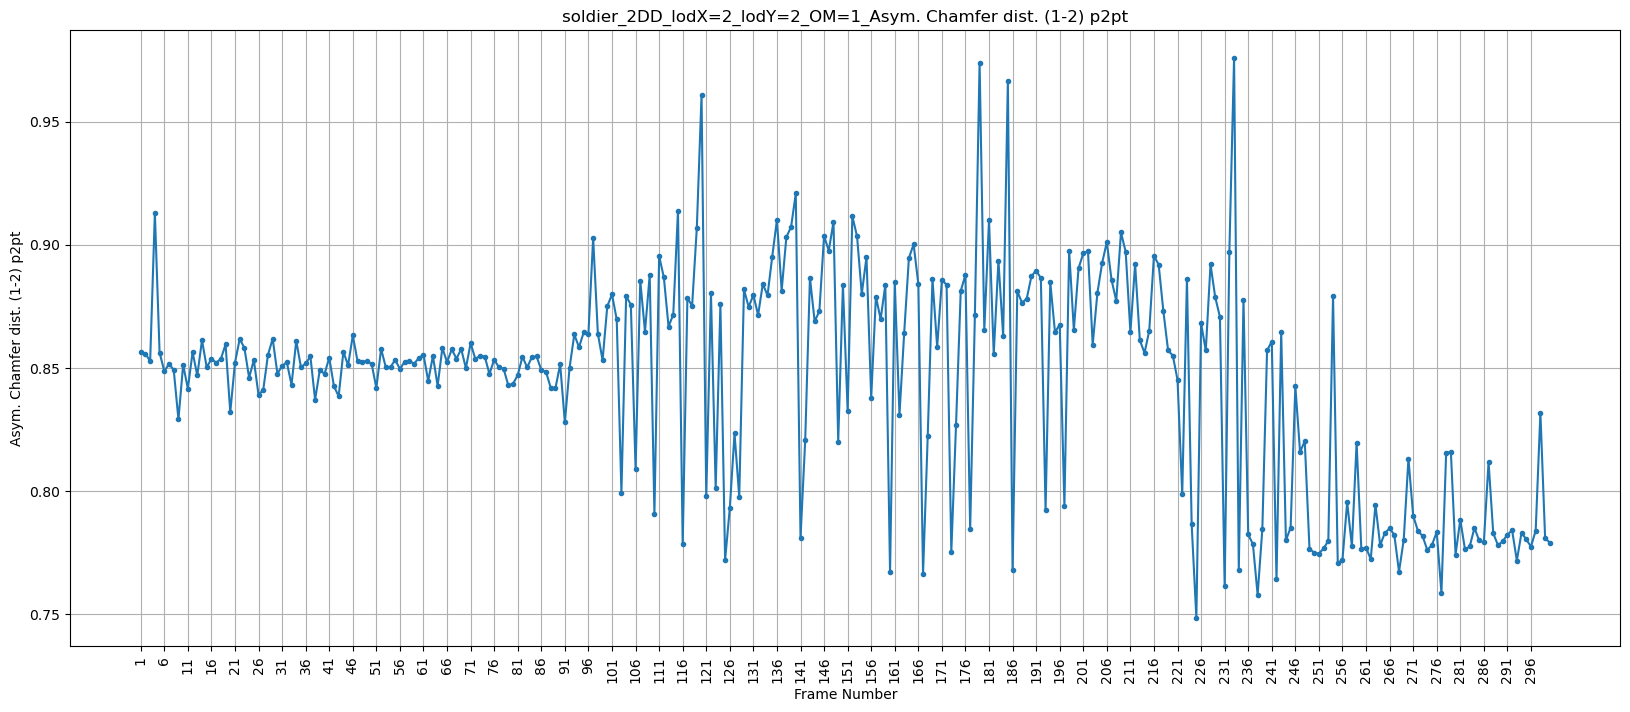 soldier_2DD_lodX=2_lodY=2_OM=1_Asym. Chamfer dist. (1-2) p2pt
Asym. Chamfer dist. (1-2) p2pt
0.95
0.90
0.85
0.80
0.75
1 6 11 16 21 26 31 36 41 46 51 56 61 66 71 76 81 86 91 96 101 106 111 116 121 126 131 136 141 146 151 156 161 166 171 176 181 186 191 196 201 206 211 216 221 226 231 236 241 246 251 256 261 266 271 276 281 286 291 296
Frame Number